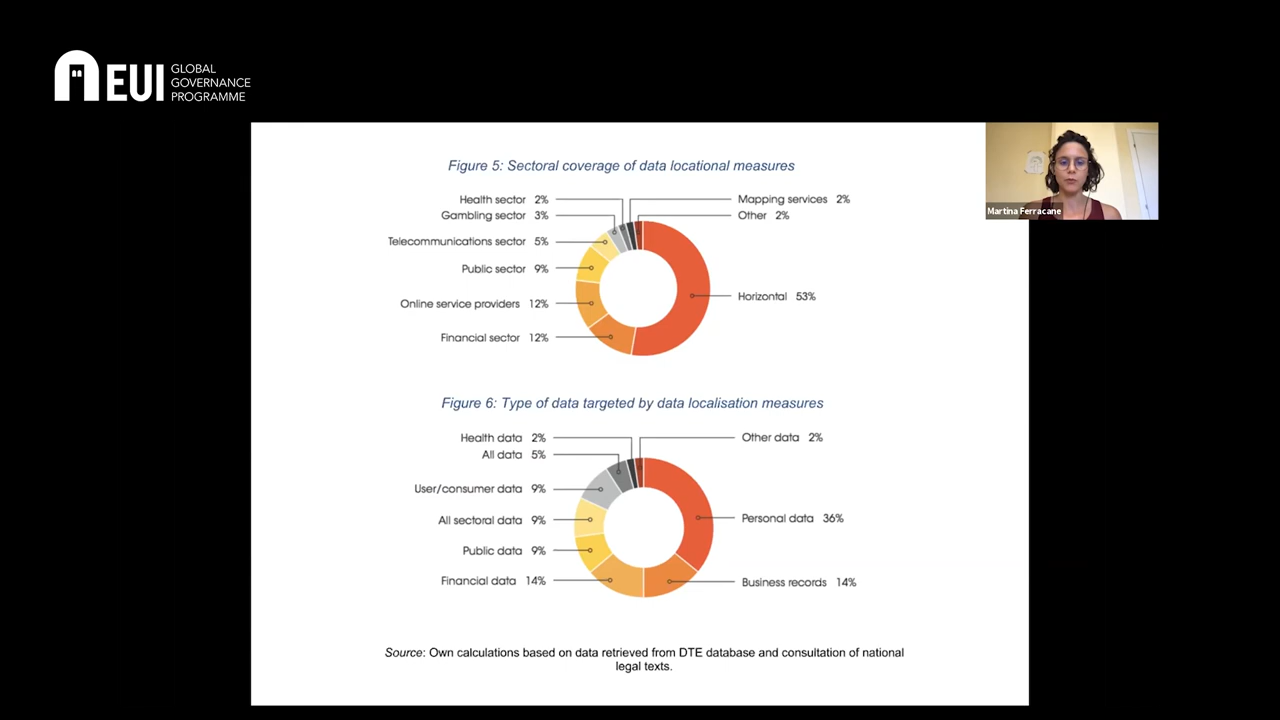 EUI
GLOBAL
GOVERNANCE
PROGRAMME
Martina Ferracane
Figure 5: Sectoral coverage of data locational measures
Health sector 2%
Gambling sector 3%
Telecommunications sector 5%
Public sector 9%
Online service providers 12%
Financial sector 12%
Mapping services 2%
Other 2%
Horizontal 53%
Figure 6: Type of data targeted by data localisation measures
Health data 2%
All data 5%
User/consumer data 9%
All sectoral data 9%
Public data 9%
Financial data 14%
Other data 2%
Personal data 36%
Business records 14%
Source: Own calculations based on data retrieved from DTE database and consultation of national
legal texts.